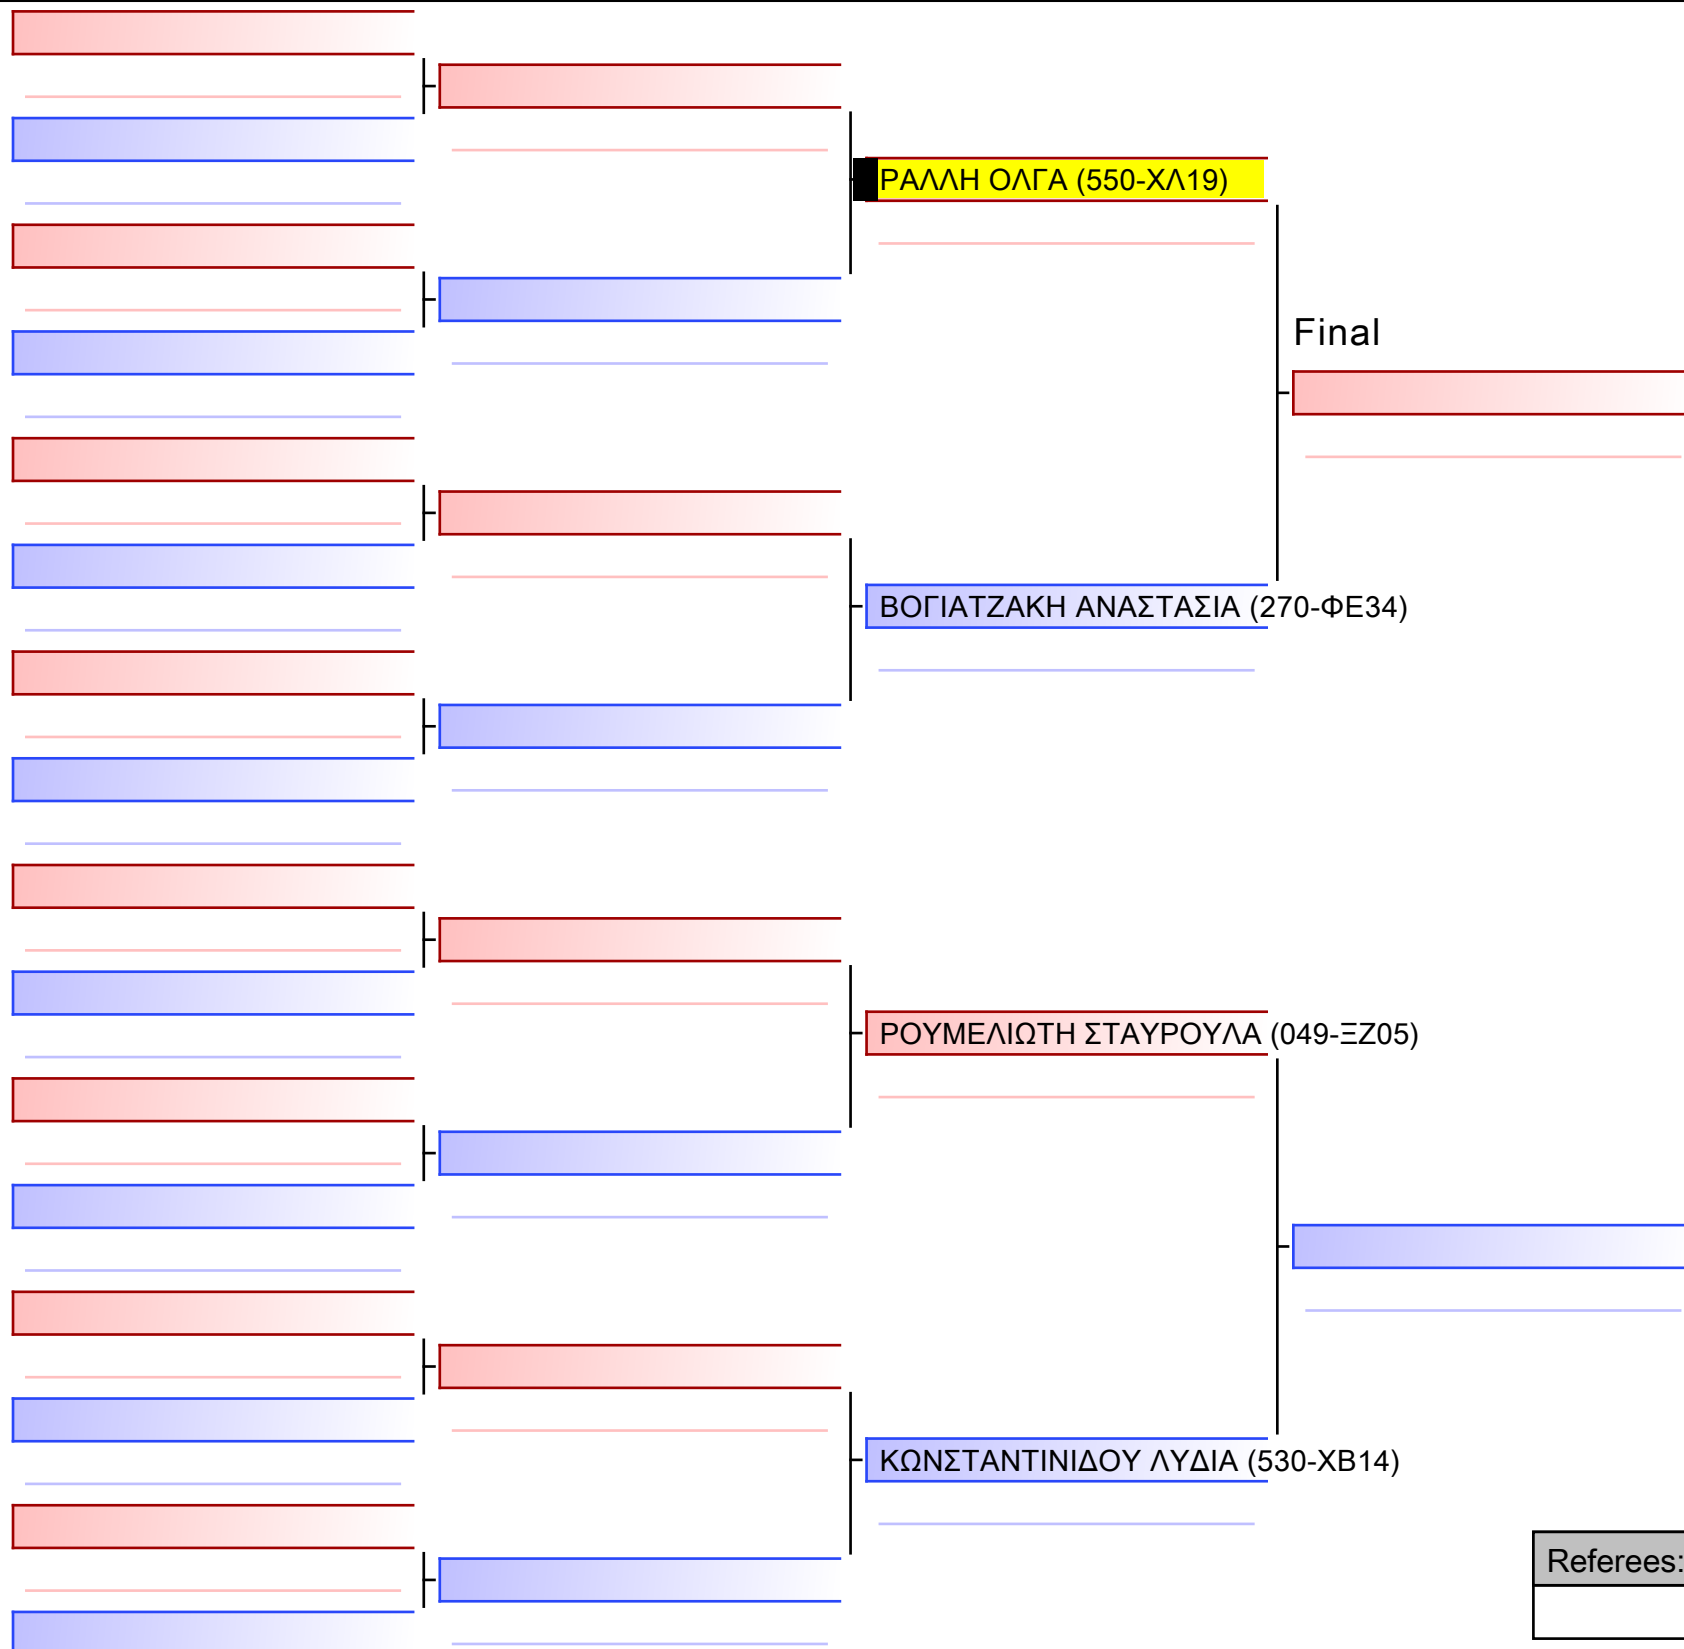 ΡΑΛΛΗ ΟΛΓΑ (550-ΧΛ19)
Final
ΒΟΓΙΑΤΖΑΚΗ ΑΝΑΣΤΑΣΙΑ (270-ΦΕ34)
ΡΟΥΜΕΛΙΩΤΗ ΣΤΑΥΡΟΥΛΑ (049-ΞΖ05)
ΚΩΝΣΤΑΝΤΙΝΙΔΟΥ ΛΥΔΙΑ (530-ΧΒ14)
Referees: